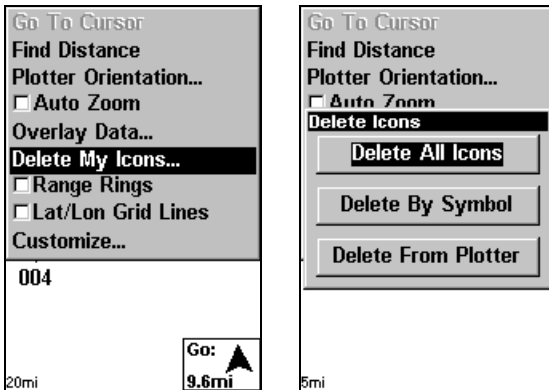 Go To Cursor
Find Distance
Plotter Orientation...
Auto Zoom
Overlay Data...
Delete My Icons...
Range Rings
Lat/Lon Grid Lines
Customize...
004
Go:
20mi
9.6mi
Go To Cursor
Find Distance
Plotter Orientation...
Auto Zoom
Delete Icons
Delete All Icons
Delete By Symbol
Delete From Plotter
5mi